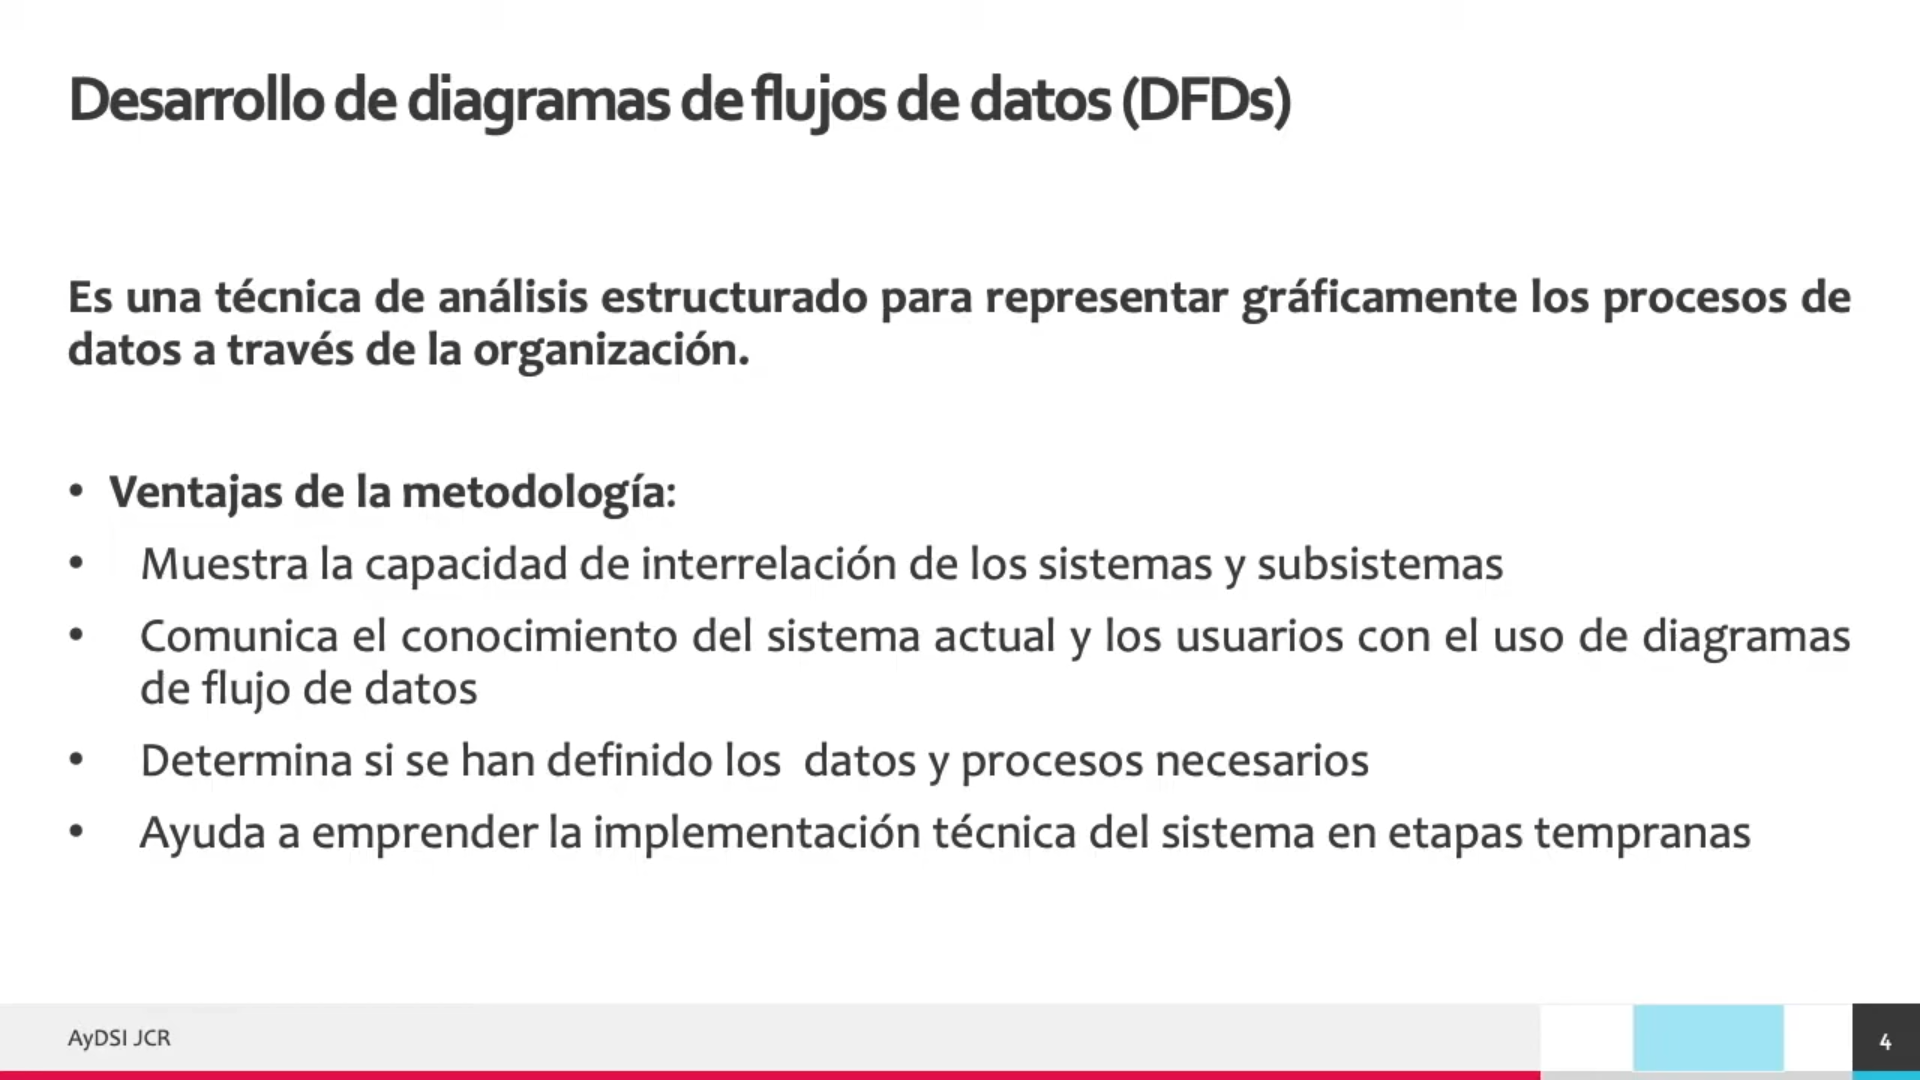 Desarrollo de diagramas de flujos de datos (DFDs)
Es una técnica de análisis estructurado para representar gráficamente los procesos de
datos a través de la organización.
• Ventajas de la metodología:
• Muestra la capacidad de interrelación de los sistemas y subsistemas
• Comunica el conocimiento del sistema actual y los usuarios con el uso de diagramas
de flujo de datos
• Determina si se han definido los  datos y procesos necesarios
• Ayuda a emprender la implementación técnica del sistema en etapas tempranas
AyDSI JCR
4